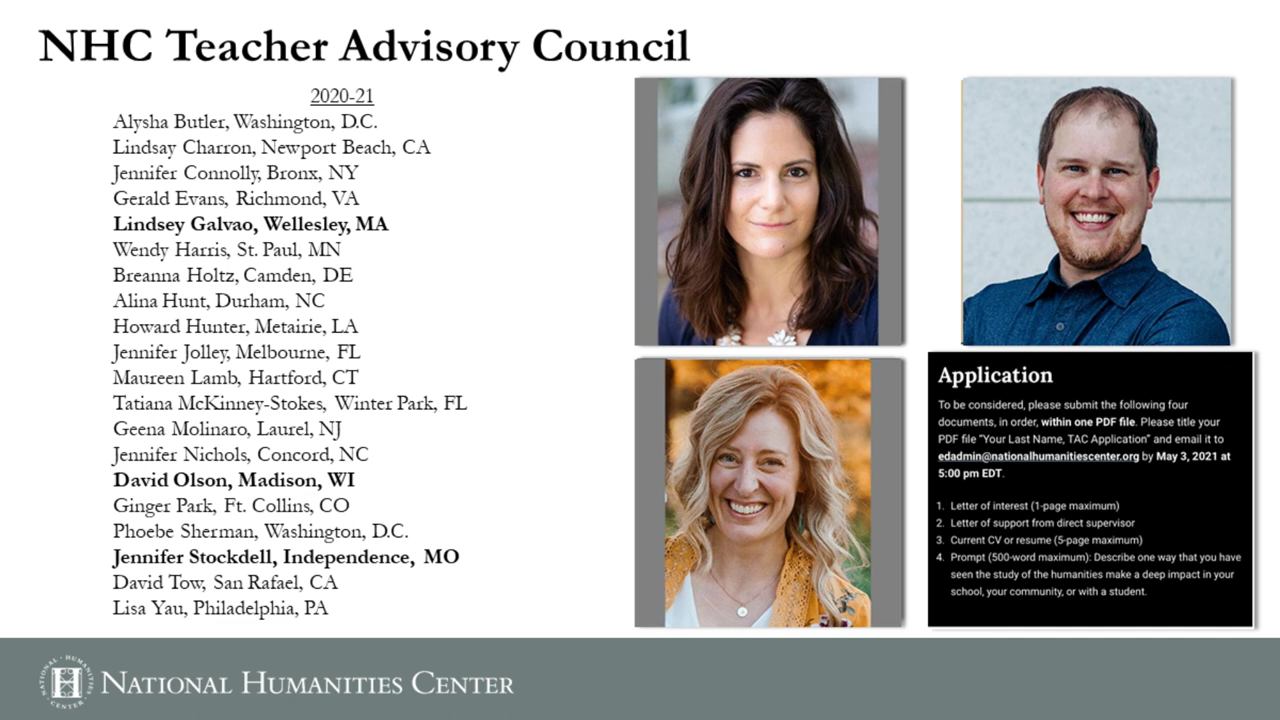 NHC Teacher Advisory Council
2020-21
Alysha Butler, Washington, D.C.
Lindsay Charron, Newport Beach, CA
Jennifer Connolly, Bronx, NY
Gerald Evans, Richmond, VA
Lindsey Galvao, Wellesley, MA
Wendy Harris, St. Paul, MN
Breanna Holtz, Camden, DE
Alina Hunt, Durham, NC
Howard Hunter, Metairie, LA
Jennifer Jolley, Melbourne, FL
Maureen Lamb, Hartford, CT
Tatiana McKinney-Stokes, Winter Park, FL
Geena Molinaro, Laurel, NJ
Jennifer Nichols, Concord, NC
David Olson, Madison, WI
Ginger Park, Ft. Collins, CO
Phoebe Sherman, Washington, D.C.
Jennifer Stockdell, Independence, MO
David Tow, San Rafael, CA
Lisa Yau, Philadelphia, PA
Application
To be considered, please submit the following four
documents, in order, within one PDF file. Please title your
PDF file “Your Last Name, TAC Application” and email it to
edadmin@nationalhumanitiescenter.org by May 3, 2021 at
5:00 pm EDT.
1. Letter of interest (1-page maximum)
2. Letter of support from direct supervisor
3. Current CV or resume (5-page maximum)
4. Prompt (500-word maximum): Describe one way that you have
seen the study of the humanities make a deep impact in your
school, your community, or with a student.
NATIONAL · HUMANITIES · CENTER ·
H
NATIONAL HUMANITIES CENTER